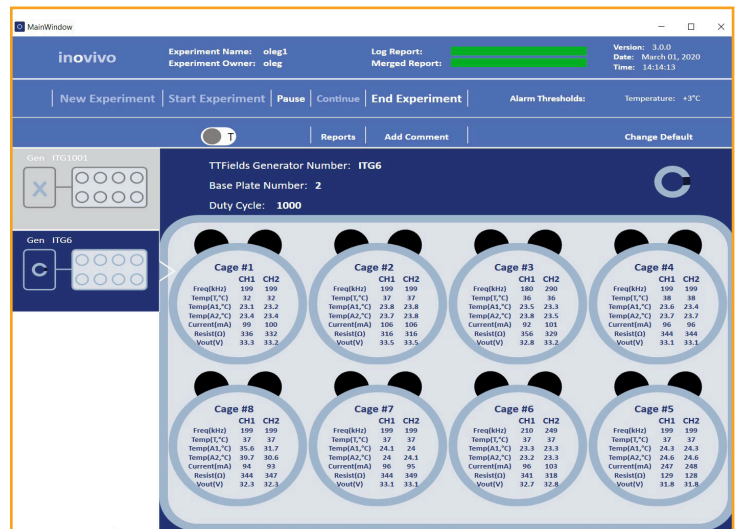 MainWindow
inovivo
Experiment Name: oleg1
Experiment Owner: oleg
Log Report:
Merged Report:
Version: 3.0.0
Date: March 01, 2020
Time: 14:14:13
New Experiment Start Experiment Pause Continue End Experiment Alarm Thresholds: Temperature: +3°C
T Reports Add Comment Change Default
Gen ITG1001
X
Gen ITG6
C
TTFields Generator Number: ITG6
Base Plate Number: 2
Duty Cycle: 1000
Cage #1
CH1 CH2
Freq(kHz) 199 199
Temp(T,°C) 32 32
Temp(A1,°C) 23.1 23.2
Temp(A2,°C) 23.4 23.4
Current(mA) 99 100
Resist(Ω) 336 332
Vout(V) 33.3 33.2
Cage #2
CH1 CH2
Freq(kHz) 199 199
Temp(T,°C) 37 37
Temp(A1,°C) 23.8 23.8
Temp(A2,°C) 23.7 23.8
Current(mA) 106 106
Resist(Ω) 316 316
Vout(V) 33.5 33.5
Cage #3
CH1 CH2
Freq(kHz) 180 290
Temp(T,°C) 36 36
Temp(A1,°C) 23.5 23.3
Temp(A2,°C) 23.8 23.5
Current(mA) 92 101
Resist(Ω) 356 329
Vout(V) 32.8 33.2
Cage #4
CH1 CH2
Freq(kHz) 199 199
Temp(T,°C) 38 38
Temp(A1,°C) 23.6 23.4
Temp(A2,°C) 23.7 23.7
Current(mA) 96 96
Resist(Ω) 344 344
Vout(V) 33.1 33.1
Cage #8
CH1 CH2
Freq(kHz) 199 199
Temp(T,°C) 37 37
Temp(A1,°C) 35.6 31.7
Temp(A2,°C) 39.7 30.6
Current(mA) 94 93
Resist(Ω) 344 347
Vout(V) 32.3 32.3
Cage #7
CH1 CH2
Freq(kHz) 199 199
Temp(T,°C) 37 37
Temp(A1,°C) 24.1 24
Temp(A2,°C) 24 24.1
Current(mA) 96 95
Resist(Ω) 344 349
Vout(V) 33.1 33.1
Cage #6
CH1 CH2
Freq(kHz) 210 249
Temp(T,°C) 37 37
Temp(A1,°C) 23.3 23.3
Temp(A2,°C) 23.2 23.3
Current(mA) 96 103
Resist(Ω) 341 318
Vout(V) 32.7 32.8
Cage #5
CH1 CH2
Freq(kHz) 199 199
Temp(T,°C) 37 37
Temp(A1,°C) 24.3 24.3
Temp(A2,°C) 24.6 24.6
Current(mA) 247 248
Resist(Ω) 129 128
Vout(V) 31.8 31.8